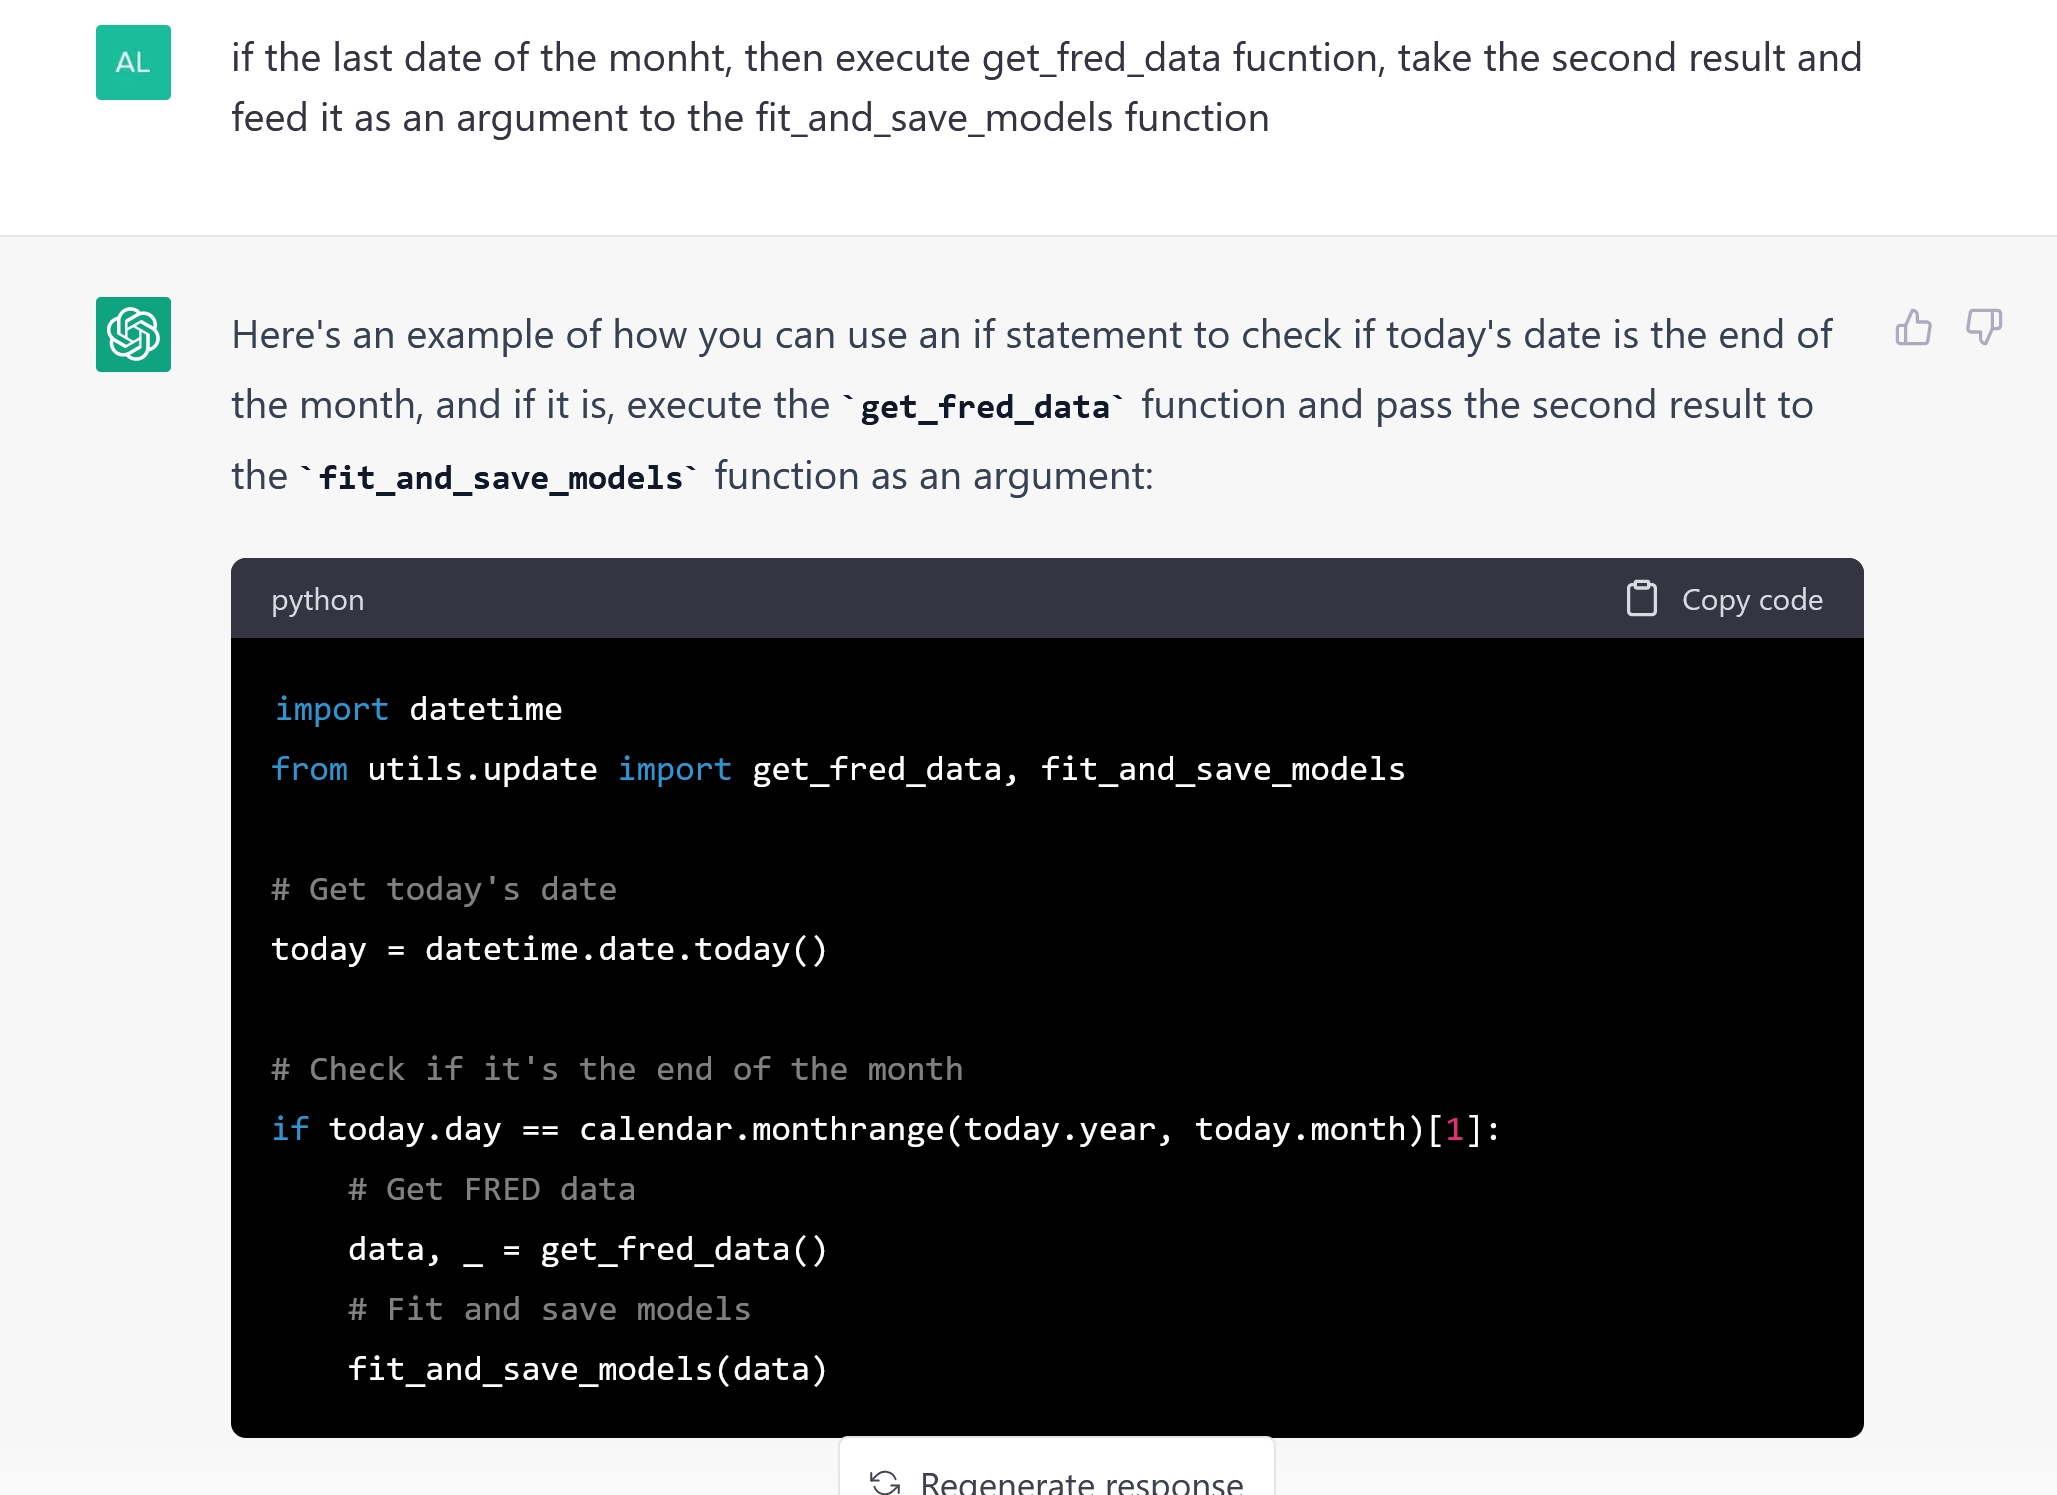 AL
if the last date of the monht, then execute get_fred_data fucntion, take the second result and
feed it as an argument to the fit_and_save_models function
Here's an example of how you can use an if statement to check if today's date is the end of
the month, and if it is, execute the `get_fred_data` function and pass the second result to
the `fit_and_save_models` function as an argument:
python
Copy code
import datetime
from utils.update import get_fred_data, fit_and_save_models
# Get today's date
today = datetime.date.today()
# Check if it's the end of the month
if today.day == calendar.monthrange(today.year, today.month)[1]:
    # Get FRED data
    data, _ = get_fred_data()
    # Fit and save models
    fit_and_save_models(data)
Regenerate response